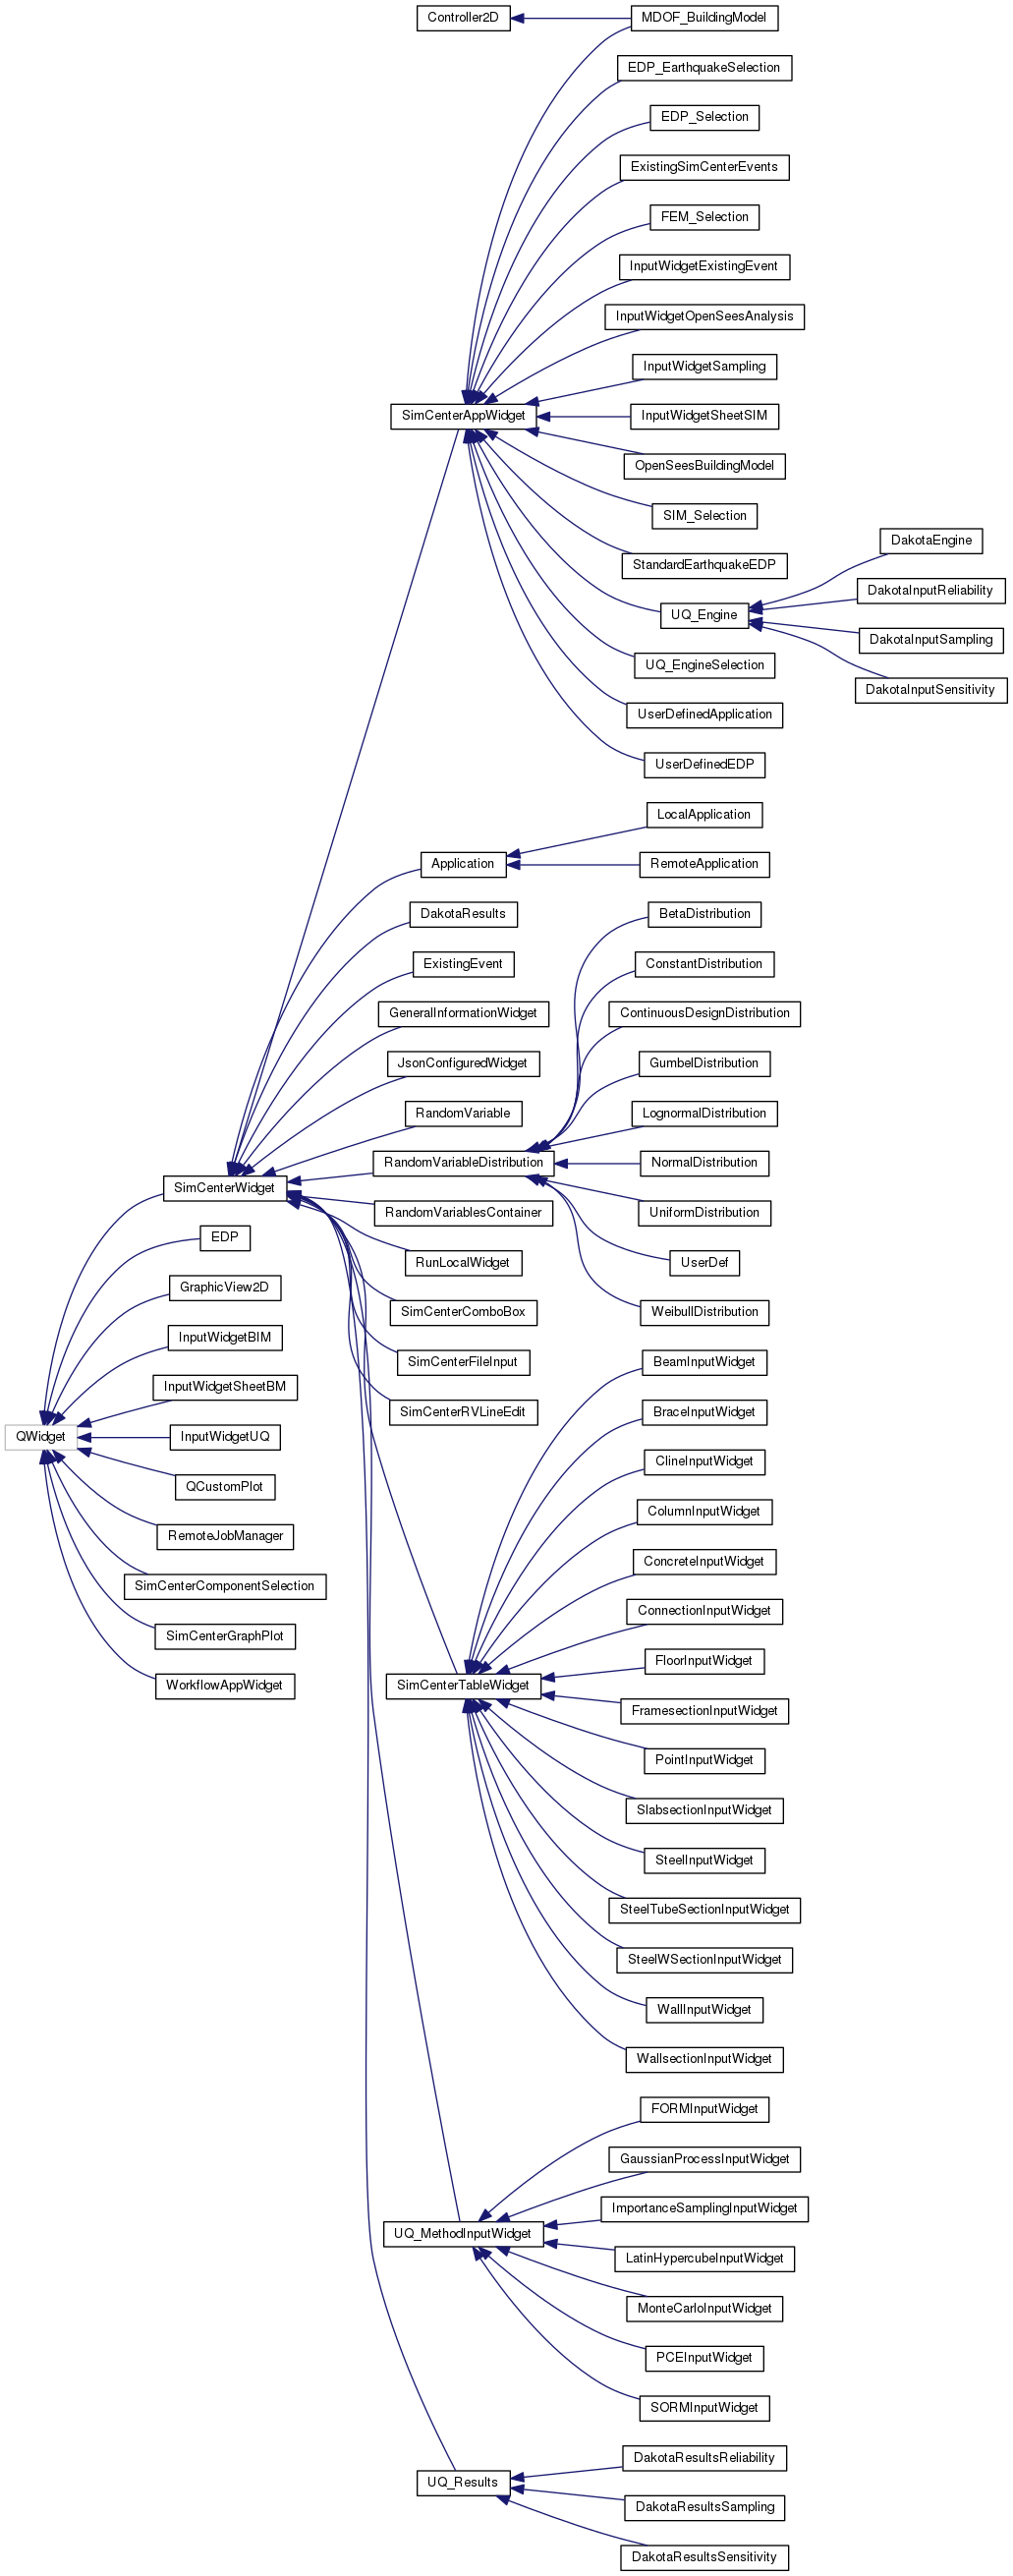 Controller2D
MDOF_BuildingModel
EDP_EarthquakeSelection
EDP_Selection
ExistingSimCenterEvents
FEM_Selection
InputWidgetExistingEvent
InputWidgetOpenSeesAnalysis
InputWidgetSampling
SimCenterAppWidget
InputWidgetSheetSIM
OpenSeesBuildingModel
SIM_Selection
StandardEarthquakeEDP
DakotaEngine
DakotaInputReliability
UQ_Engine
DakotaInputSampling
UQ_EngineSelection
DakotaInputSensitivity
UserDefinedApplication
UserDefinedEDP
LocalApplication
Application
RemoteApplication
DakotaResults
BetaDistribution
ExistingEvent
ConstantDistribution
GeneralInformationWidget
ContinuousDesignDistribution
JsonConfiguredWidget
GumbelDistribution
RandomVariable
LognormalDistribution
RandomVariableDistribution
NormalDistribution
SimCenterWidget
RandomVariablesContainer
UniformDistribution
EDP
RunLocalWidget
UserDef
GraphicView2D
SimCenterComboBox
WeibullDistribution
InputWidgetBIM
SimCenterFileInput
BeamInputWidget
InputWidgetSheetBM
SimCenterRVLineEdit
BraceInputWidget
QWidget
InputWidgetUQ
ClineInputWidget
QCustomPlot
ColumnInputWidget
RemoteJobManager
ConcreteInputWidget
SimCenterComponentSelection
ConnectionInputWidget
SimCenterGraphPlot
FloorInputWidget
WorkflowAppWidget
SimCenterTableWidget
FramesectionInputWidget
PointInputWidget
SlabsectionInputWidget
SteelInputWidget
SteelTubeSectionInputWidget
SteelWSectionInputWidget
WallInputWidget
WallsectionInputWidget
FORMInputWidget
GaussianProcessInputWidget
ImportanceSamplingInputWidget
UQ_MethodInputWidget
LatinHypercubeInputWidget
MonteCarloInputWidget
PCEInputWidget
SORMInputWidget
DakotaResultsReliability
UQ_Results
DakotaResultsSampling
DakotaResultsSensitivity